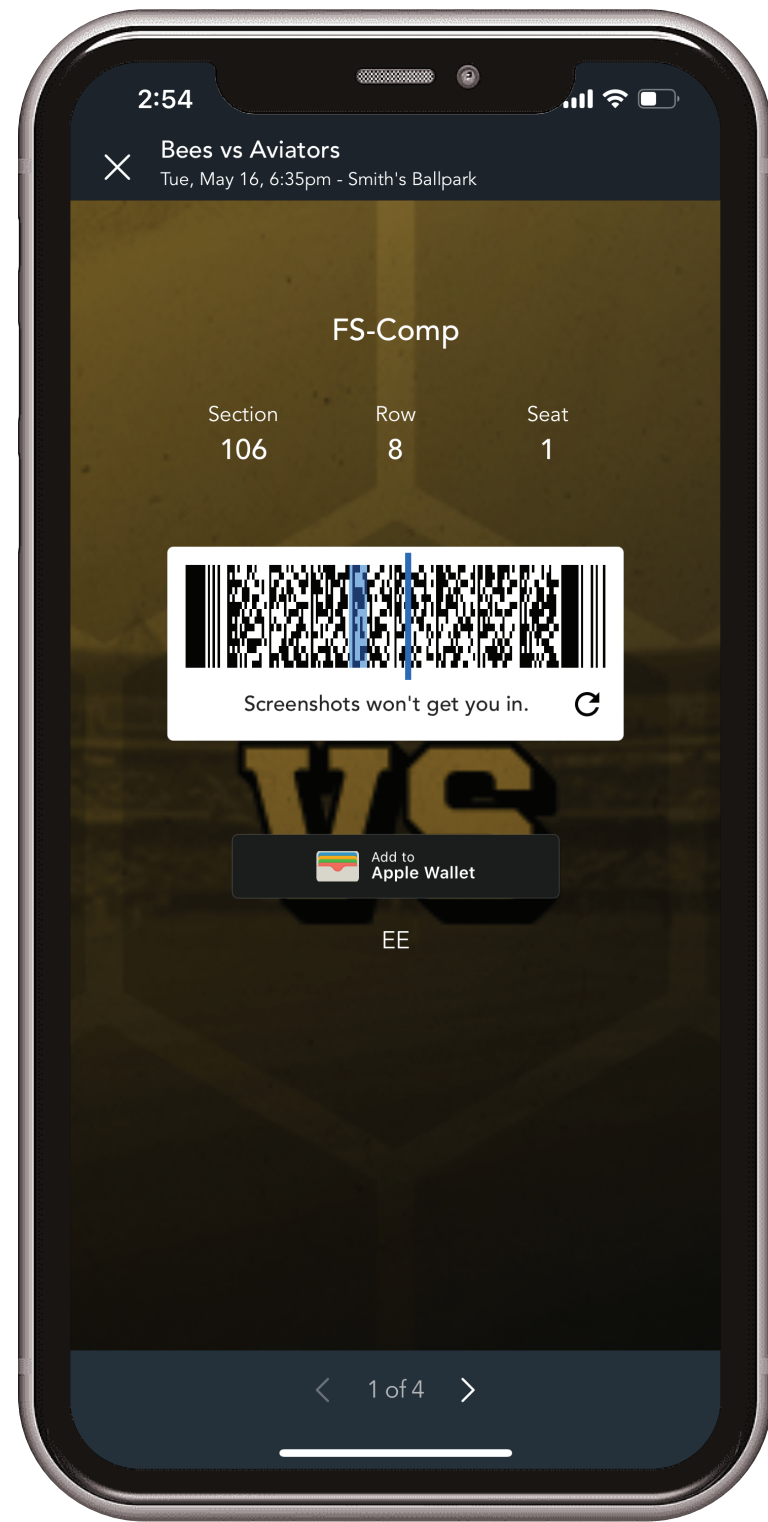 2:54
Bees vs Aviators
Tue, May 16, 6:35pm - Smith's Ballpark
FS-Comp
Section Row Seat
106 8 1
Screenshots won't get you in.
VS
Add to
Apple Wallet
EE
1 of 4